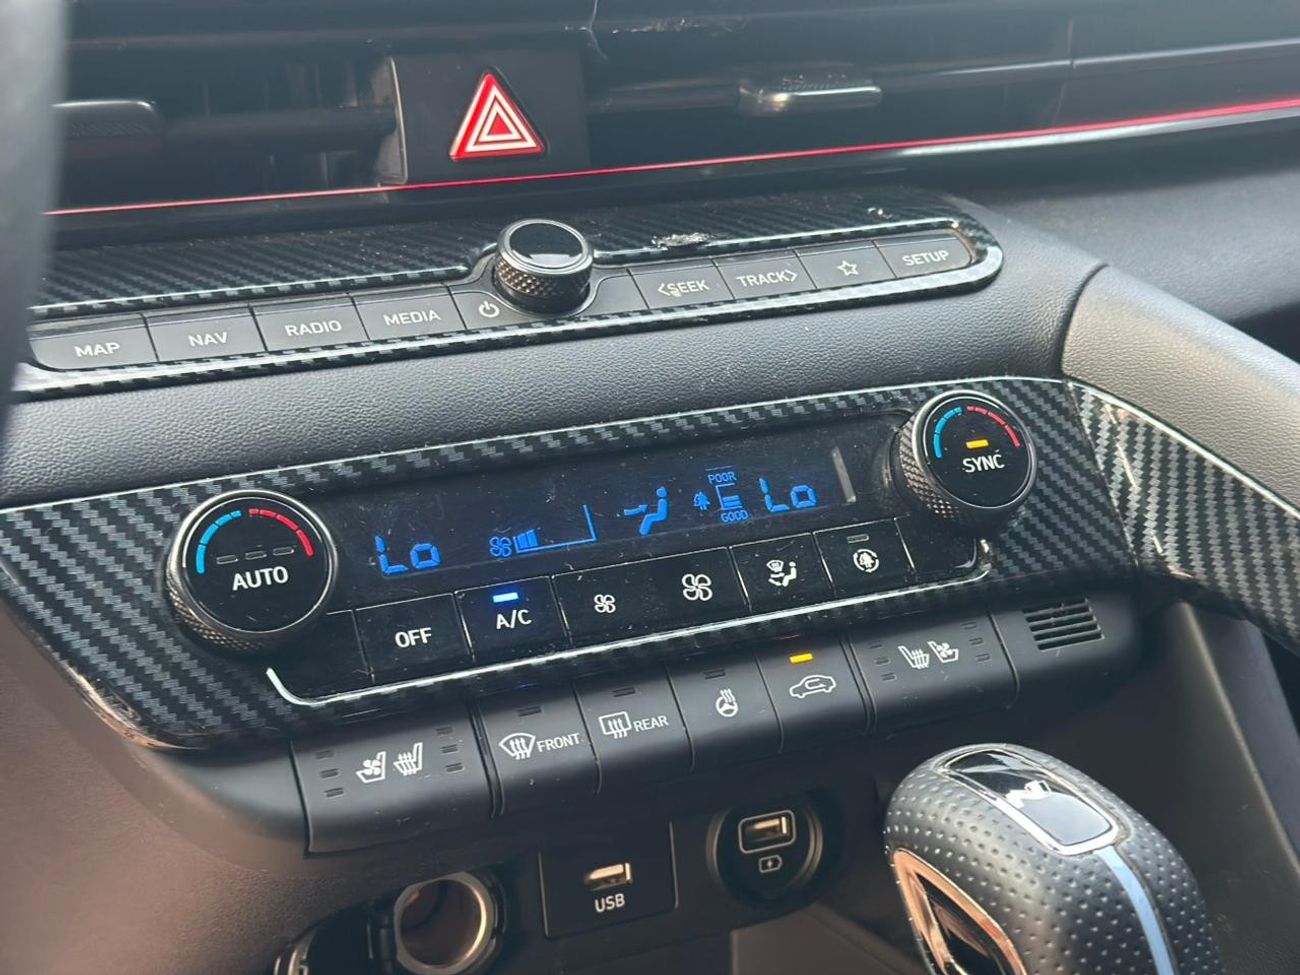 MAP NAV RADIO MEDIA <SEEK TRACK> SETUP
SYNC
POOR
Lo Lo
GOOD
AUTO
OFF A/C
FRONT REAR
USB